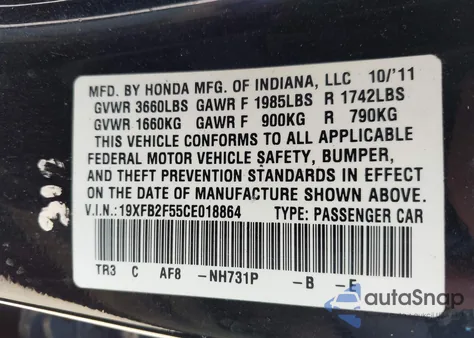 MFD. BY HONDA MFG. OF INDIANA, LLC 10/'11
GVWR 3660LBS GAWR F 1985LBS R 1742LBS
GVWR 1660KG GAWR F 900KG R 790KG
THIS VEHICLE CONFORMS TO ALL APPLICABLE
FEDERAL MOTOR VEHICLE SAFETY, BUMPER,
AND THEFT PREVENTION STANDARDS IN EFFECT
ON THE DATE OF MANUFACTURE SHOWN ABOVE.
V.I.N.:19XFB2F55CE018864 TYPE: PASSENGER CAR
TR3 C AF8 -NH731P -B -E
autoSnap